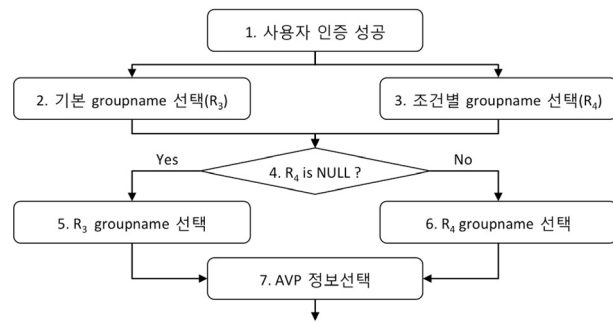 1. 사용자 인증 성공
2. 기본 groupname 선택(R₃)
3. 조건별 groupname 선택(R₄)
Yes
4. R₄ is NULL ?
No
5. R₃ groupname 선택
6. R₄ groupname 선택
7. AVP 정보선택